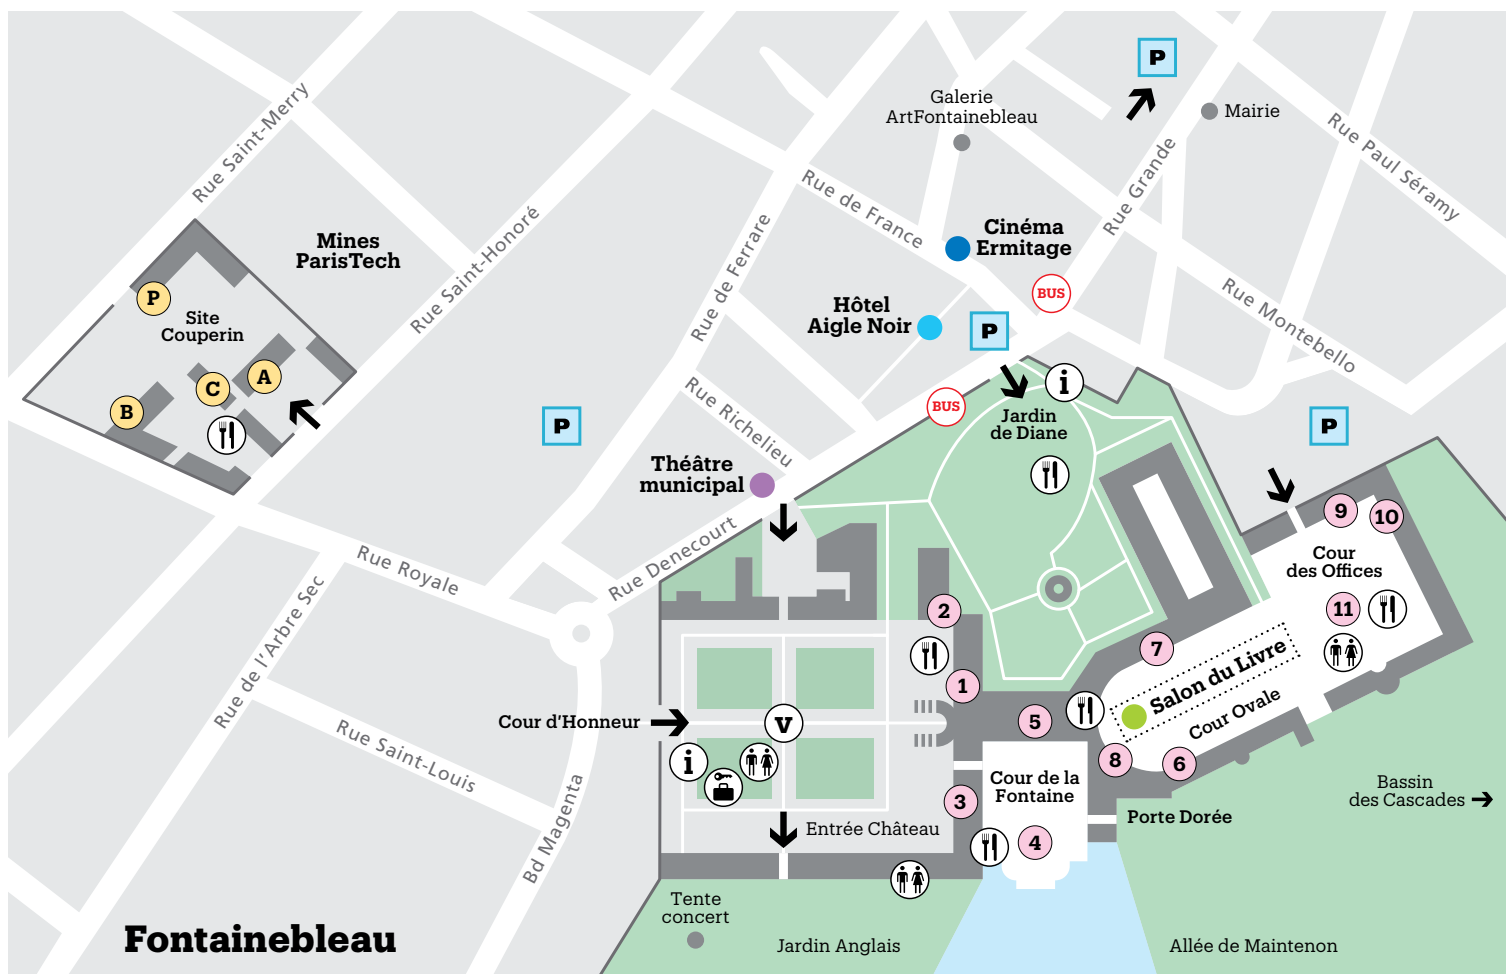 P
Galerie
ArtFontainebleau
Mairie
Rue Saint-Merry
Rue Paul Séramy
Rue Grande
Rue de France
Mines
ParisTech
Rue Saint-Honoré
Rue de Ferrare
Cinéma
Ermitage
BUS
Rue Montebello
P
Site
Couperin
Hôtel
Aigle Noir
P
C
A
B
i
BUS
Jardin
de Diane
Rue Richelieu
P
P
Théâtre
municipal
9
10
Rue Denecourt
Cour
des Offices
Rue Royale
Rue de l'Arbre Sec
2
11
7
1
Salon du Livre
Cour d'Honneur
V
5
Cour Ovale
Rue Saint-Louis
i
8
6
Cour de la
Fontaine
Bassin
des Cascades
3
Bd Magenta
Entrée Château
Porte Dorée
4
Tente
concert
Fontainebleau
Jardin Anglais
Allée de Maintenon